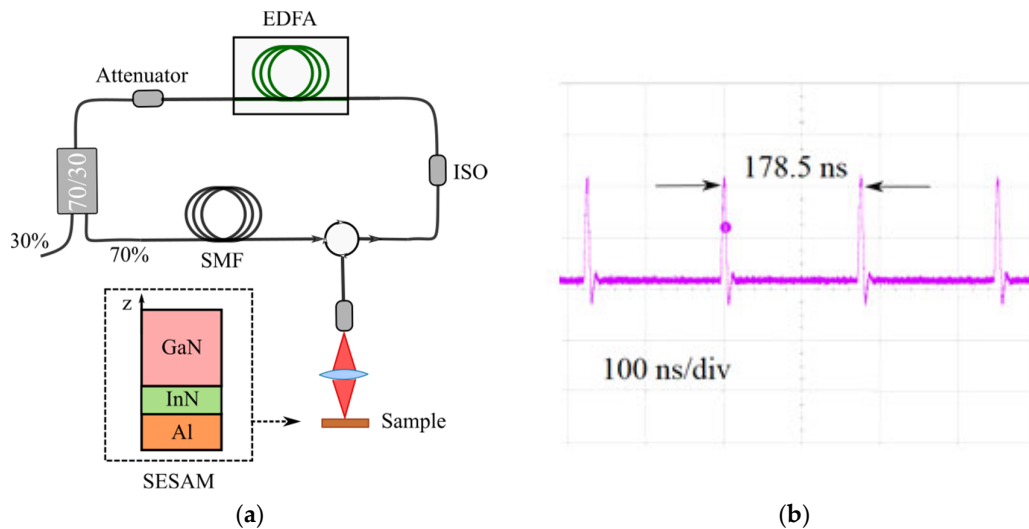 EDFA
Attenuator
ISO
70/30
30%
70%
SMF
z
GaN
InN
Al
Sample
SESAM
(a)
178.5 ns
100 ns/div
(b)